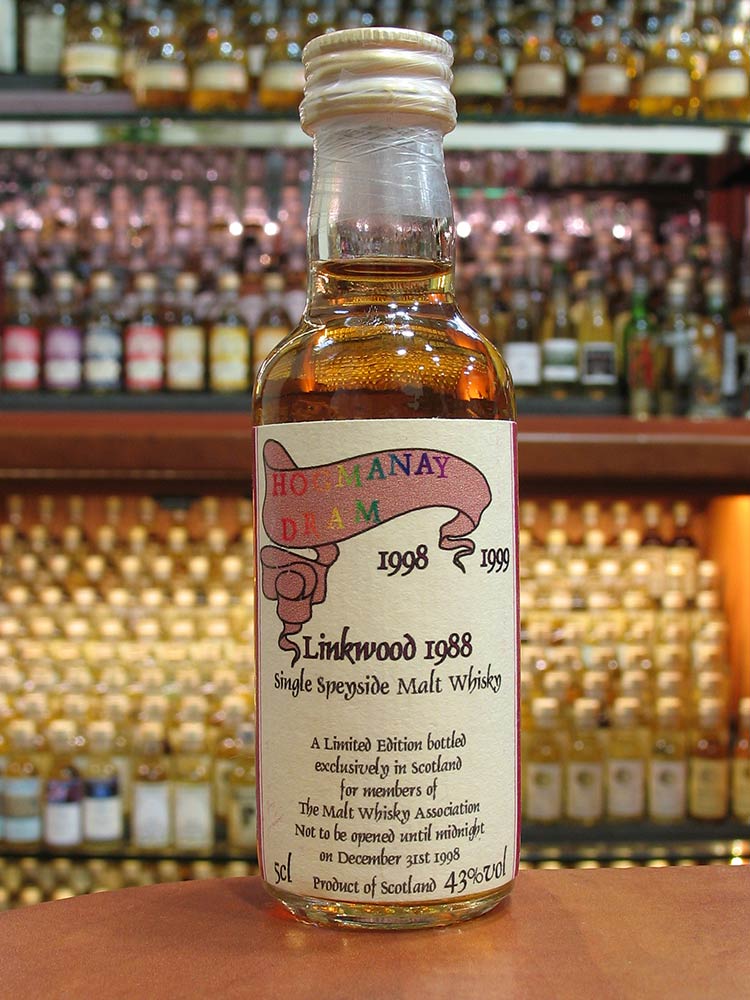 HOGMANAY
DRAM
1998 1999
Linkwood 1988
Single Speyside Malt Whisky
A Limited Edition bottled
exclusively in Scotland
for members of
The Malt Whisky Association
Not to be opened until midnight
on December 31st 1998
5cl Product of Scotland 43%vol